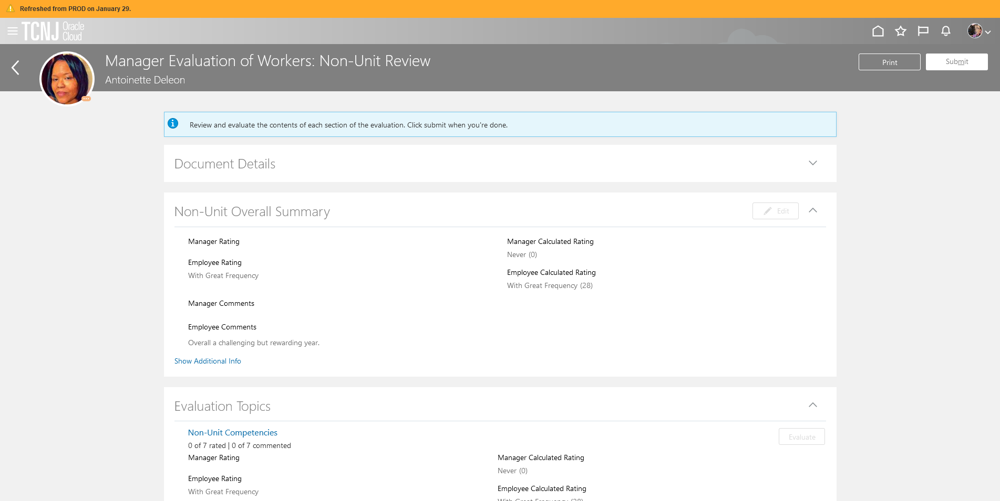 Refreshed from PROD on January 29.
TCNJ Oracle Cloud
Manager Evaluation of Workers: Non-Unit Review
Antoinette Deleon
Print
Submit
Review and evaluate the contents of each section of the evaluation. Click submit when you're done.
Document Details
Non-Unit Overall Summary
Edit
Manager Rating
Manager Calculated Rating
Never (0)
Employee Rating
With Great Frequency
Employee Calculated Rating
With Great Frequency (28)
Manager Comments
Employee Comments
Overall a challenging but rewarding year.
Show Additional Info
Evaluation Topics
Non-Unit Competencies
Evaluate
0 of 7 rated | 0 of 7 commented
Manager Rating
Manager Calculated Rating
Never (0)
Employee Rating
With Great Frequency
Employee Calculated Rating
With Great Frequency (28)